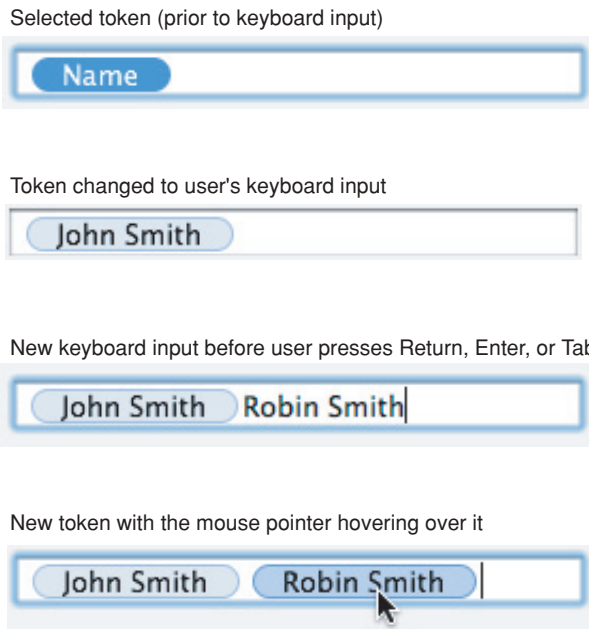 Selected token (prior to keyboard input)
Name
Token changed to user's keyboard input
John Smith
New keyboard input before user presses Return, Enter, or Tab
John Smith Robin Smith
New token with the mouse pointer hovering over it
John Smith Robin Smith